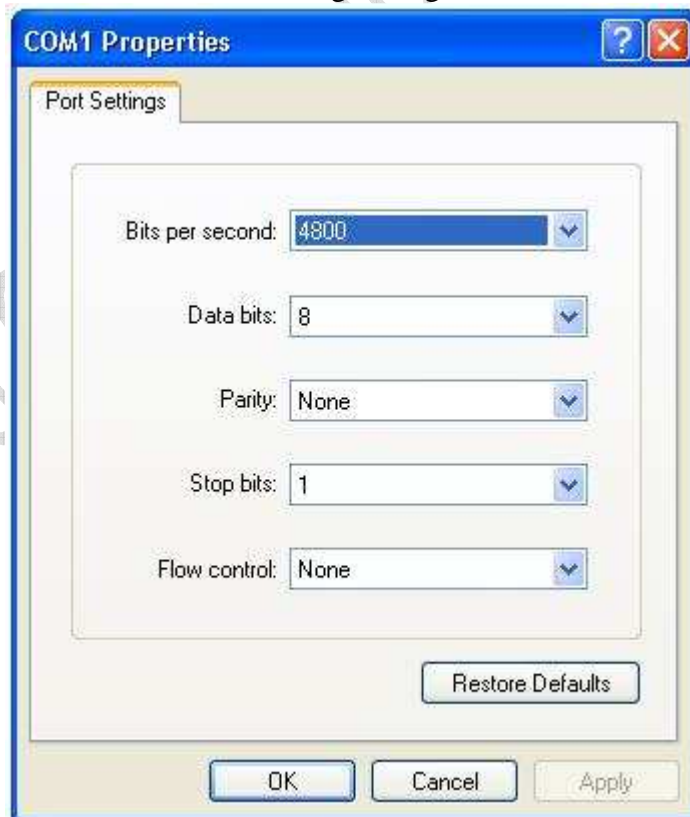 COM1 Properties
Port Settings
Bits per second: 4800
Data bits: 8
Parity: None
Stop bits: 1
Flow control: None
Restore Defaults
OK Cancel Apply